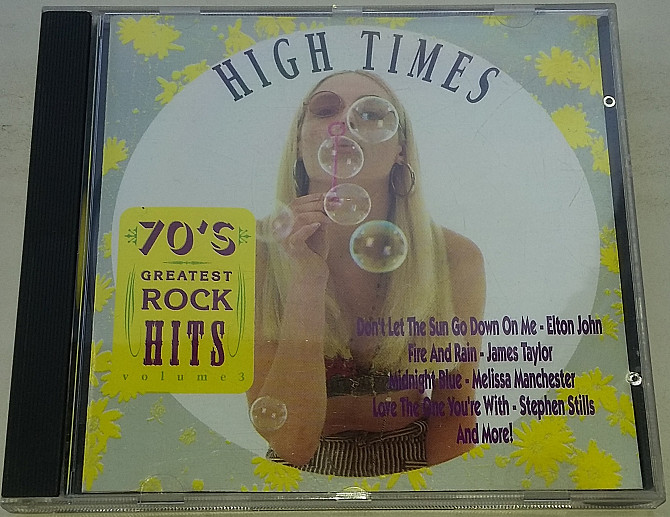 HIGH TIMES
70'S
GREATEST
ROCK
HITS
volume 3
Don't Let The Sun Go Down On Me - Elton John
Fire And Rain - James Taylor
Midnight Blue - Melissa Manchester
Love The One You're With - Stephen Stills
And More!